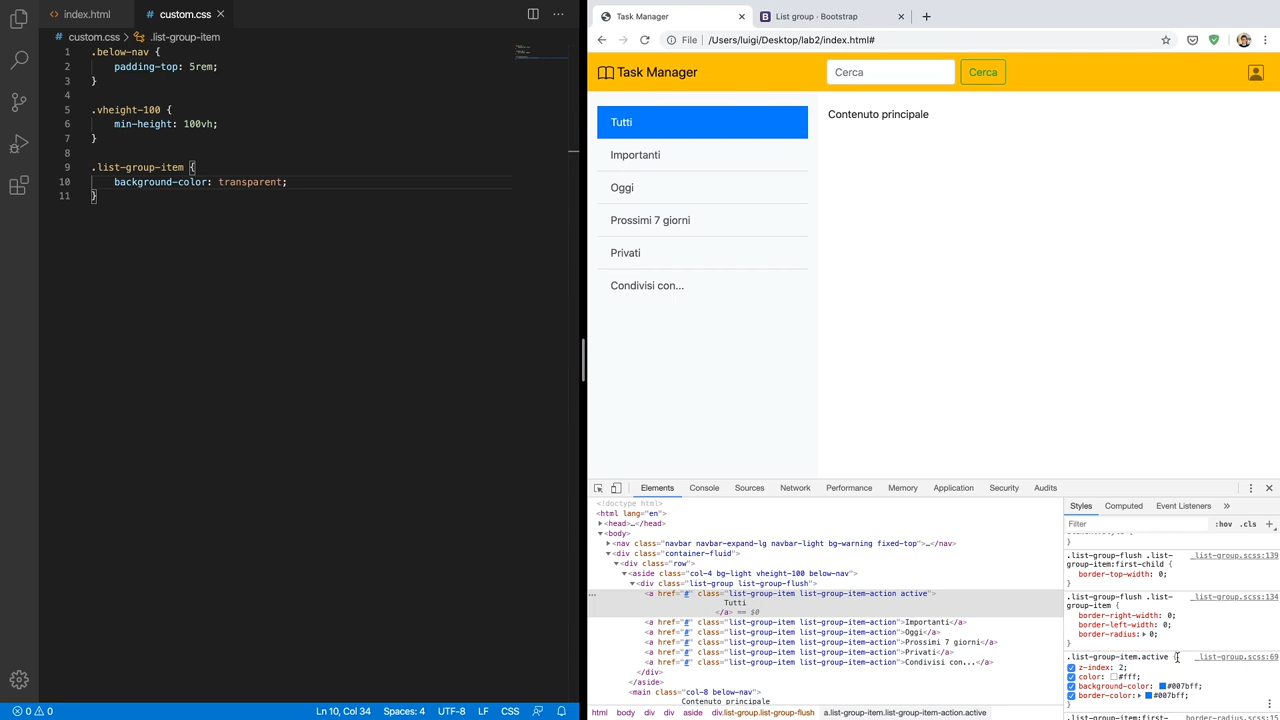 index.html
custom.css
custom.css > .list-group-item
1 .below-nav {
2 padding-top: 5rem;
3 }
4
5 .vheight-100 {
6 min-height: 100vh;
7 }
8
9 .list-group-item {
10 background-color: transparent;
11 }
0 0
Ln 10, Col 34
Spaces: 4
UTF-8
LF
CSS
Task Manager
List group · Bootstrap
File | /Users/luigi/Desktop/lab2/index.html#
Task Manager
Cerca
Cerca
Tutti
Importanti
Oggi
Prossimi 7 giorni
Privati
Condivisi con...
Contenuto principale
Elements Console Sources Network Performance Memory Application Security Audits
<!doctype html>
<html lang="en">
<head>…</head>
<body>
<nav class="navbar navbar-expand-lg navbar-light bg-warning fixed-top">…</nav>
<div class="container-fluid">
<div class="row">
<aside class="col-4 bg-light vheight-100 below-nav">
<div class="list-group list-group-flush">
<a href="#" class="list-group-item list-group-item-action active">
Tutti
</a> == $0
<a href="#" class="list-group-item list-group-item-action">Importanti</a>
<a href="#" class="list-group-item list-group-item-action">Oggi</a>
<a href="#" class="list-group-item list-group-item-action">Prossimi 7 giorni</a>
<a href="#" class="list-group-item list-group-item-action">Privati</a>
<a href="#" class="list-group-item list-group-item-action">Condivisi con...</a>
</div>
</aside>
<main class="col-8 below-nav">
Contenuto principale
html body div div aside div.list-group.list-group-flush a.list-group-item.list-group-item-action.active
Styles Computed Event Listeners »
Filter :hov .cls +
}
.list-group-flush .list-group-item:first-child { _list-group.scss:139
border-top-width: 0;
}
.list-group-flush .list-group-item { _list-group.scss:134
border-right-width: 0;
border-left-width: 0;
border-radius: 0;
}
.list-group-item.active { _list-group.scss:69
z-index: 2;
color: #fff;
background-color: #007bff;
border-color: #007bff;
}
.list-group-item:first border-radius.scss: